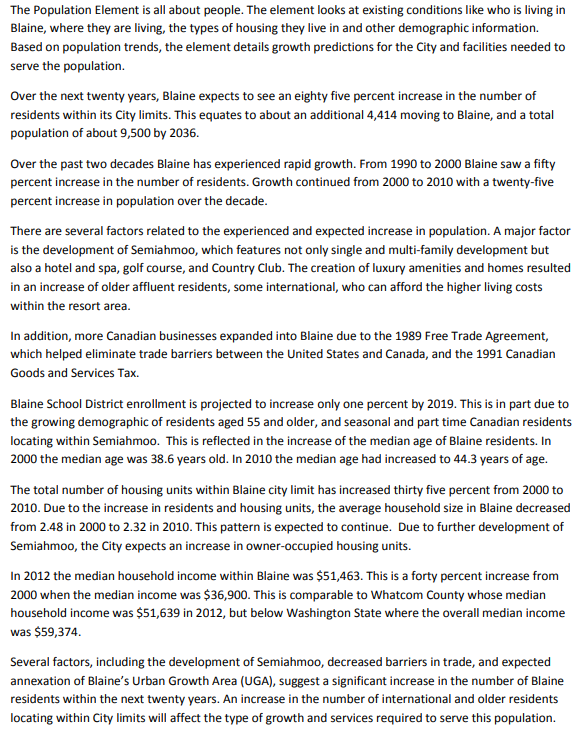 The Population Element is all about people. The element looks at existing conditions like who is living in
Blaine, where they are living, the types of housing they live in and other demographic information.
Based on population trends, the element details growth predictions for the City and facilities needed to
serve the population.
Over the next twenty years, Blaine expects to see an eighty five percent increase in the number of
residents within its City limits. This equates to about an additional 4,414 moving to Blaine, and a total
population of about 9,500 by 2036.
Over the past two decades Blaine has experienced rapid growth. From 1990 to 2000 Blaine saw a fifty
percent increase in the number of residents. Growth continued from 2000 to 2010 with a twenty-five
percent increase in population over the decade.
There are several factors related to the experienced and expected increase in population. A major factor
is the development of Semiahmoo, which features not only single and multi-family development but
also a hotel and spa, golf course, and Country Club. The creation of luxury amenities and homes resulted
in an increase of older affluent residents, some international, who can afford the higher living costs
within the resort area.
In addition, more Canadian businesses expanded into Blaine due to the 1989 Free Trade Agreement,
which helped eliminate trade barriers between the United States and Canada, and the 1991 Canadian
Goods and Services Tax.
Blaine School District enrollment is projected to increase only one percent by 2019. This is in part due to
the growing demographic of residents aged 55 and older, and seasonal and part time Canadian residents
locating within Semiahmoo. This is reflected in the increase of the median age of Blaine residents. In
2000 the median age was 38.6 years old. In 2010 the median age had increased to 44.3 years of age.
The total number of housing units within Blaine city limit has increased thirty five percent from 2000 to
2010. Due to the increase in residents and housing units, the average household size in Blaine decreased
from 2.48 in 2000 to 2.32 in 2010. This pattern is expected to continue. Due to further development of
Semiahmoo, the City expects an increase in owner-occupied housing units.
In 2012 the median household income within Blaine was $51,463. This is a forty percent increase from
2000 when the median income was $36,900. This is comparable to Whatcom County whose median
household income was $51,639 in 2012, but below Washington State where the overall median income
was $59,374.
Several factors, including the development of Semiahmoo, decreased barriers in trade, and expected
annexation of Blaine’s Urban Growth Area (UGA), suggest a significant increase in the number of Blaine
residents within the next twenty years. An increase in the number of international and older residents
locating within City limits will affect the type of growth and services required to serve this population.